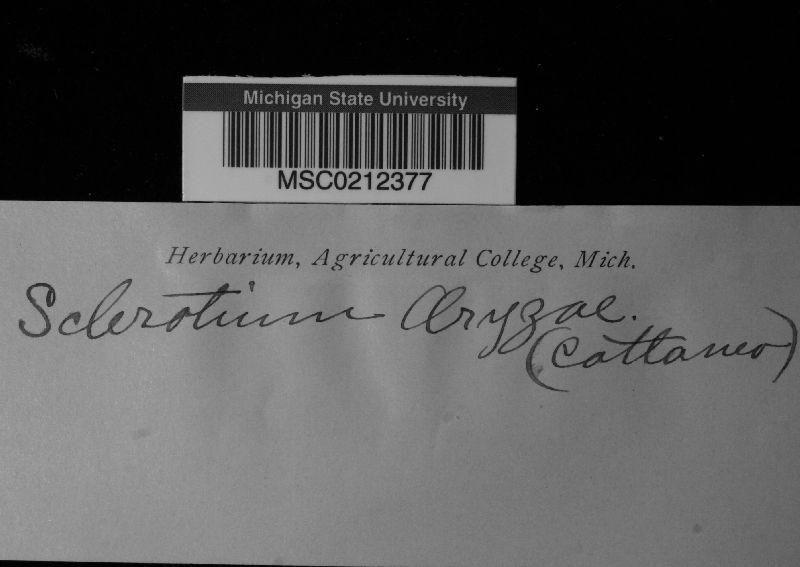 Michigan State University
MSC0212377
Herbarium, Agricultural College, Mich.
Sclerotium Oryzae.
(Cattaneo)